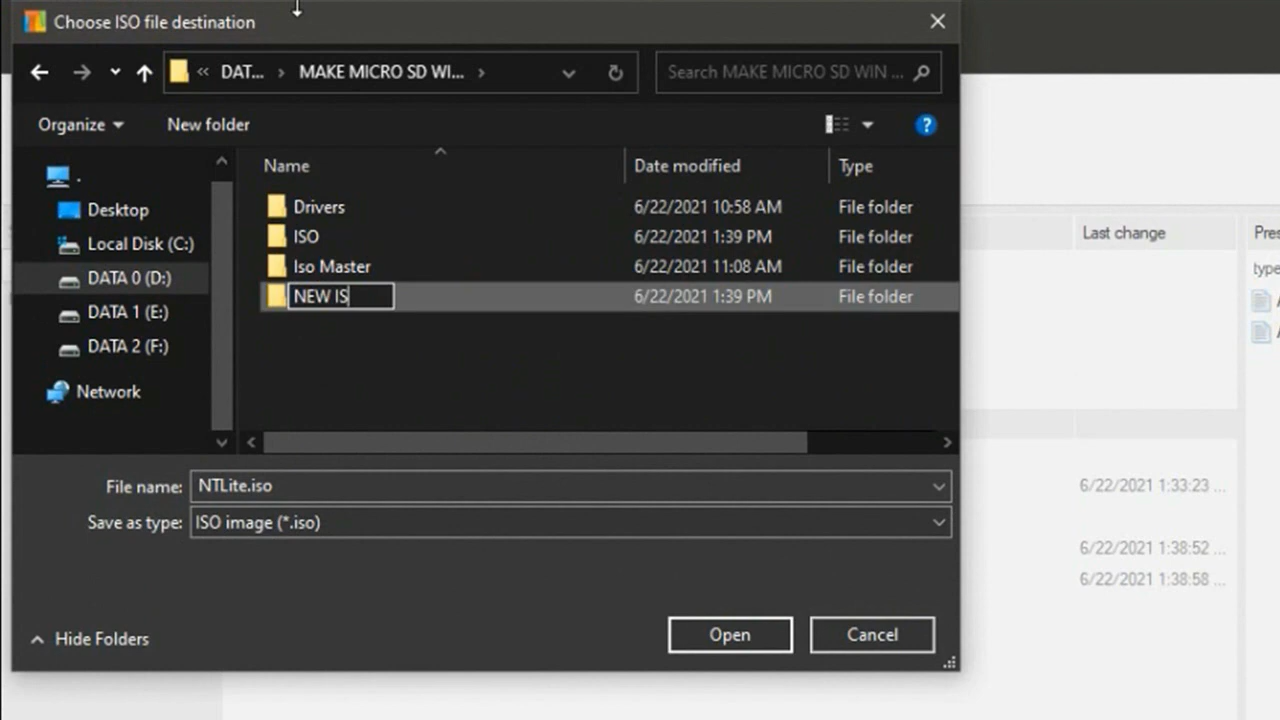 Choose ISO file destination
« DAT... › MAKE MICRO SD WI... ›
Search MAKE MICRO SD WIN ...
Organize
New folder
?
Name
Date modified
Type
.
Desktop
Local Disk (C:)
DATA 0 (D:)
DATA 1 (E:)
DATA 2 (F:)
Network
Drivers 6/22/2021 10:58 AM File folder
ISO 6/22/2021 1:39 PM File folder
Iso Master 6/22/2021 11:08 AM File folder
NEW IS 6/22/2021 1:39 PM File folder
File name: NTLite.iso
Save as type: ISO image (*.iso)
Hide Folders
Open
Cancel
Last change
Pres
type
6/22/2021 1:33:23 ...
6/22/2021 1:38:52 ...
6/22/2021 1:38:58 ...